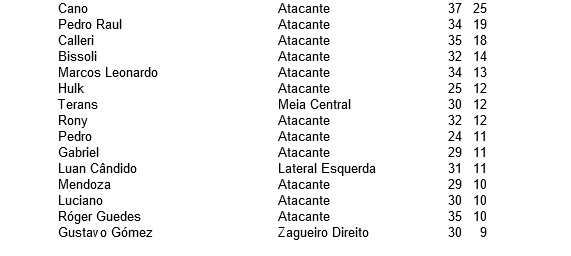 Cano Atacante 37 25
Pedro Raul Atacante 34 19
Calleri Atacante 35 18
Bissoli Atacante 32 14
Marcos Leonardo Atacante 34 13
Hulk Atacante 25 12
Terans Meia Central 30 12
Rony Atacante 32 12
Pedro Atacante 24 11
Gabriel Atacante 29 11
Luan Cândido Lateral Esquerda 31 11
Mendoza Atacante 29 10
Luciano Atacante 30 10
Róger Guedes Atacante 35 10
Gustavo Gómez Zagueiro Direito 30 9